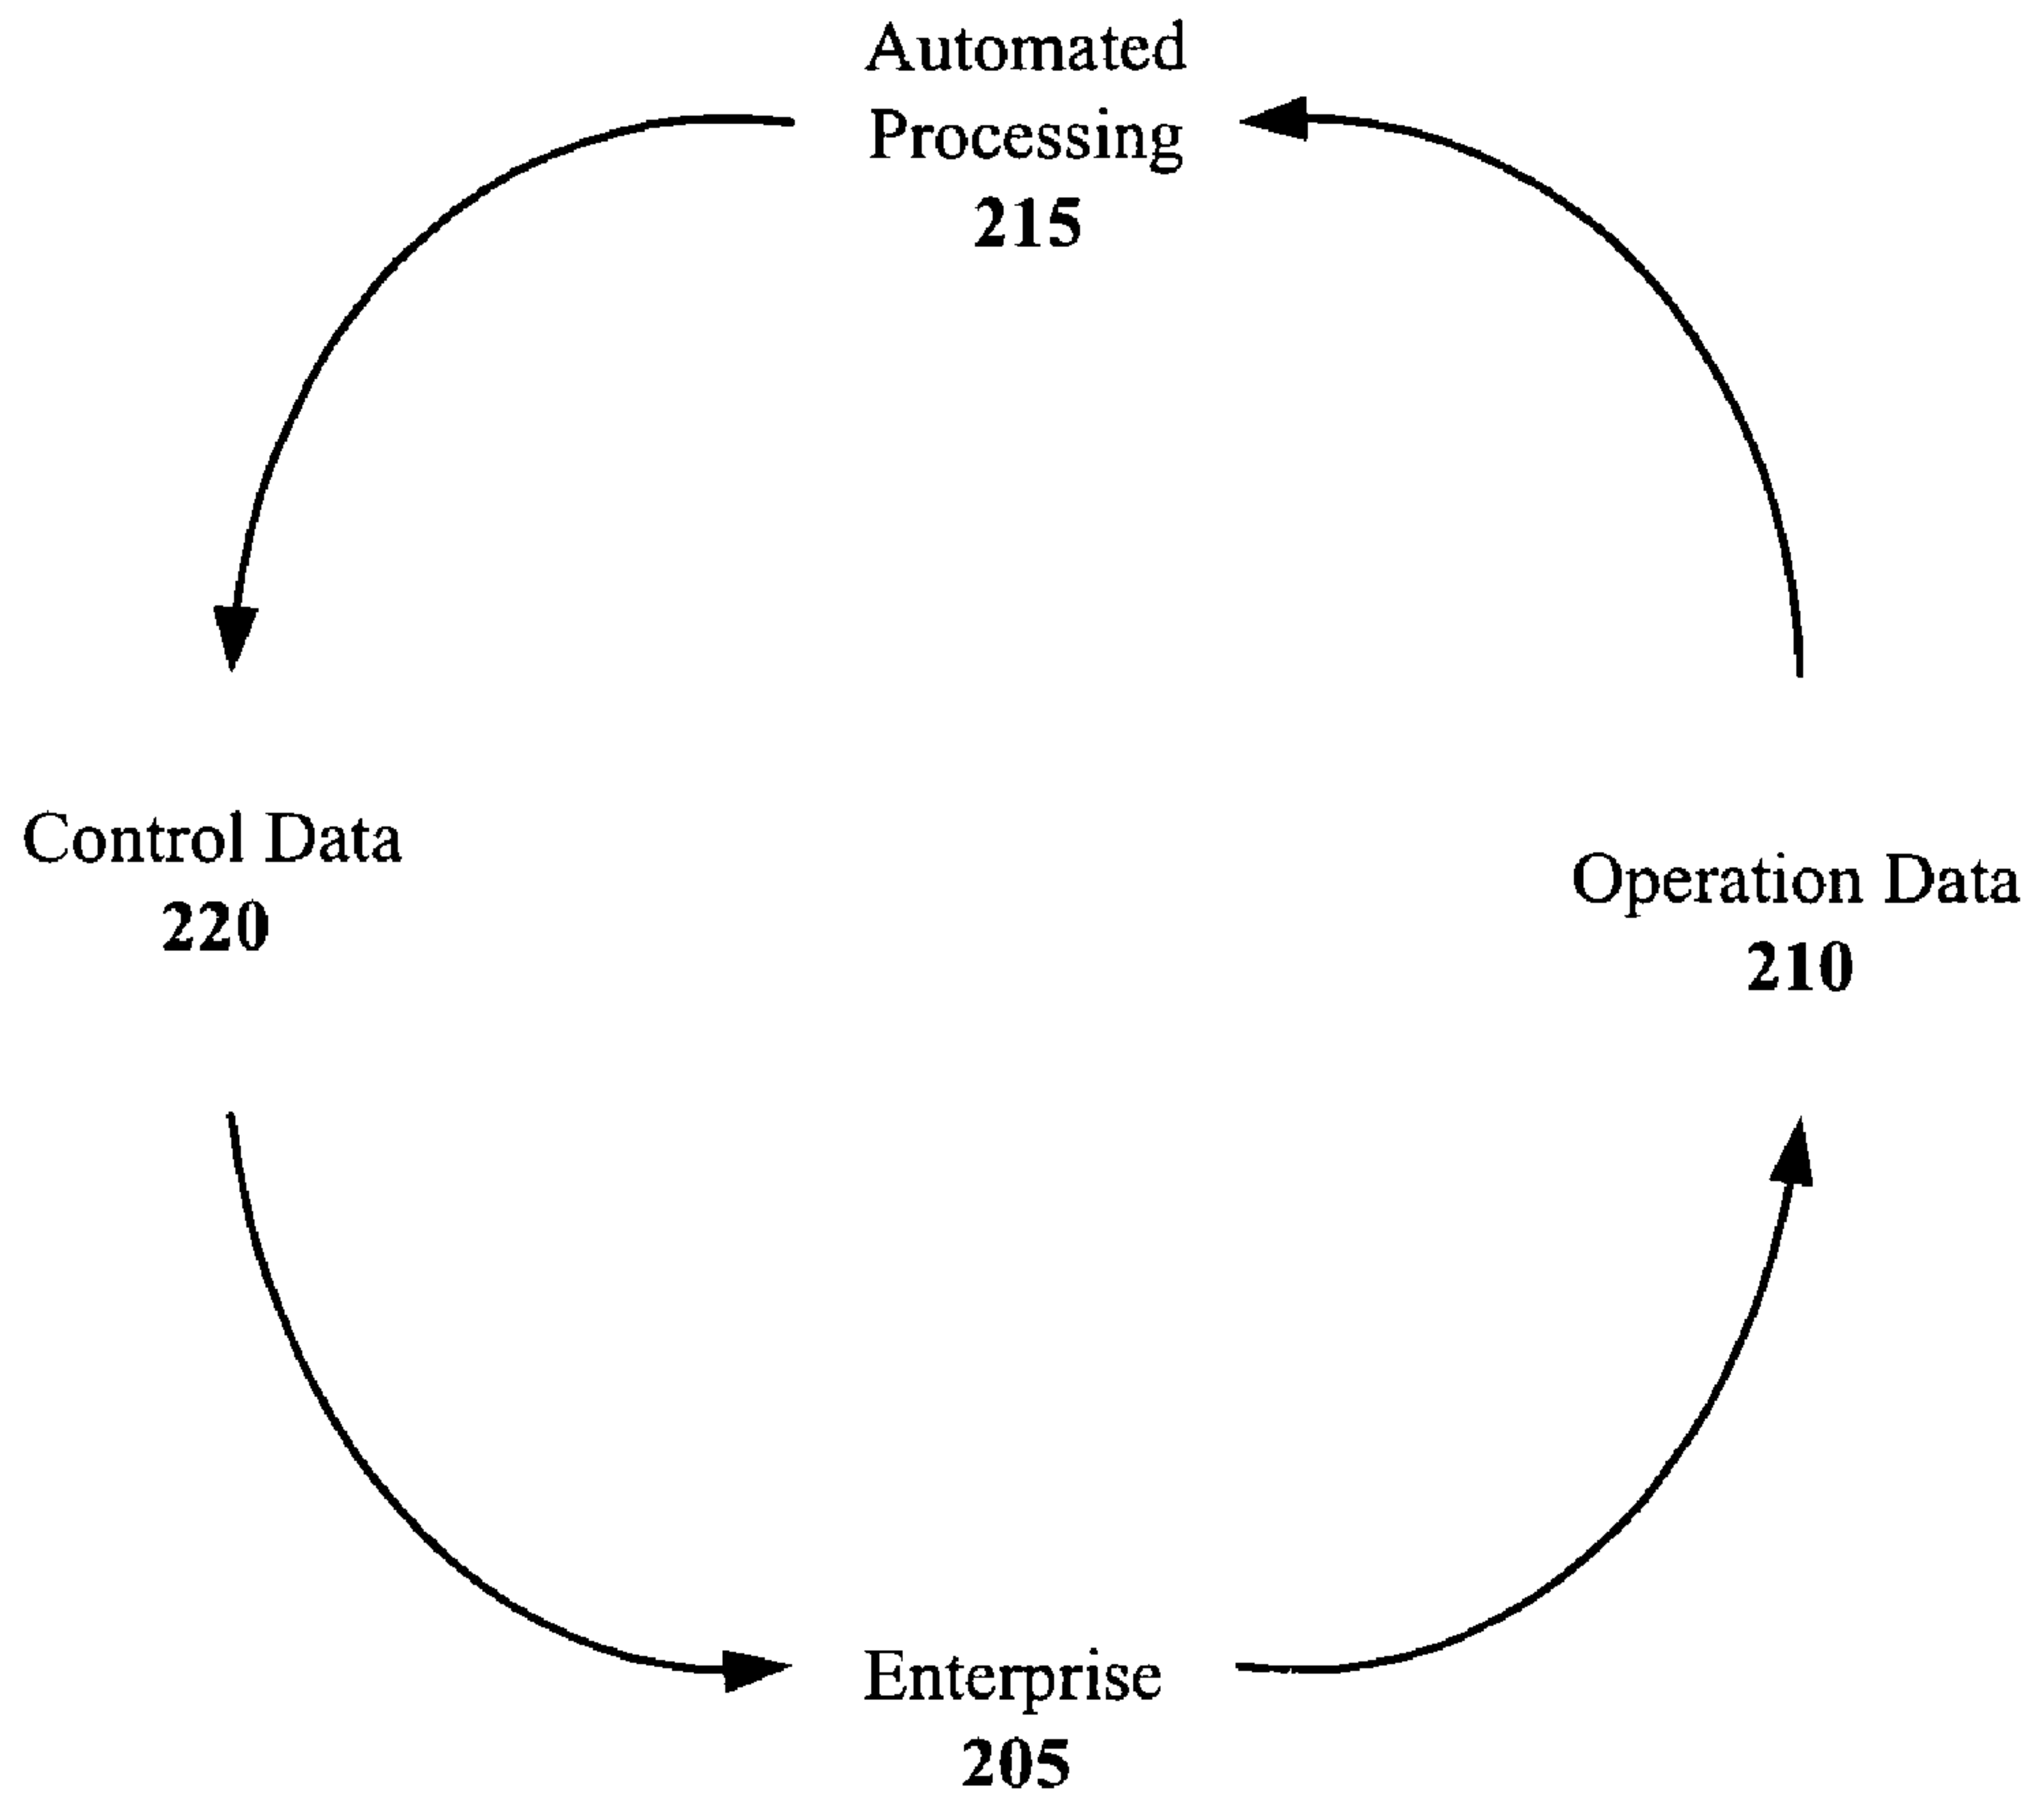 Automated
Processing
215
Control Data
220
Operation Data
210
Enterprise
205